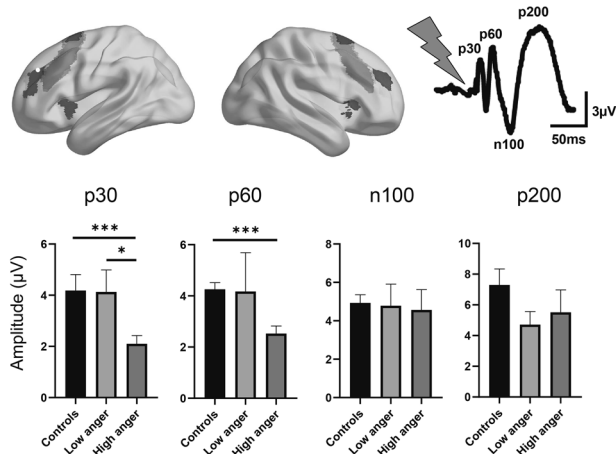 p200
p60
p30
n100
3µV
50ms
p30
p60
n100
p200
***
*
***
Amplitude (µV)
6
4
2
0
6
4
2
0
8
6
4
2
0
10
8
6
4
2
0
Controls
Low anger
High anger
Controls
Low anger
High anger
Controls
Low anger
High anger
Controls
Low anger
High anger